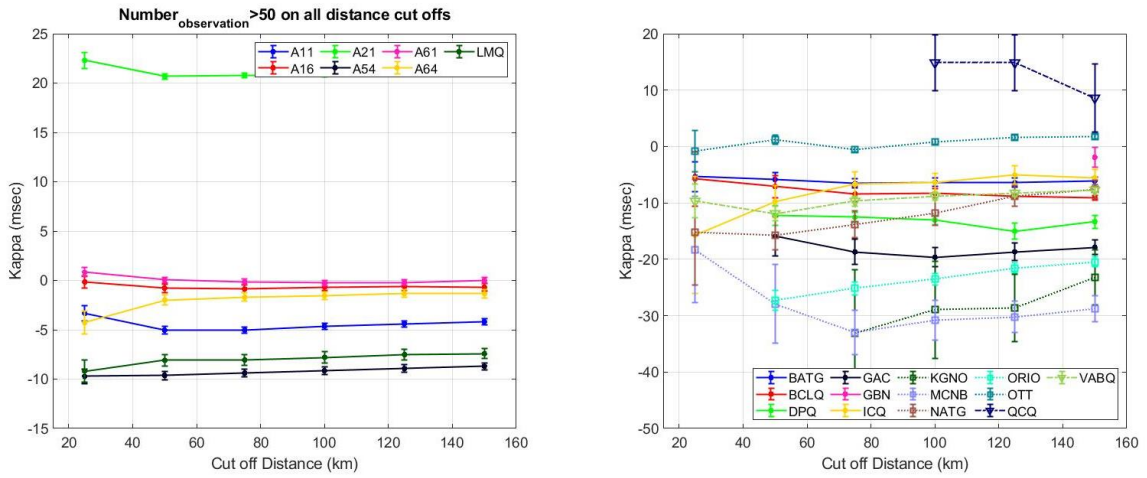 Number observation>50 on all distance cut offs
A11 A21 A61 LMQ
A16 A54 A64
25
20
15
10
5
0
-5
-10
-15
Kappa (msec)
20 40 60 80 100 120 140 160
Cut off Distance (km)
20
10
0
-10
-20
-30
-40
-50
Kappa (msec)
BATG GAC KGNO ORIO VABQ
BCLQ GBN MCNB OTT
DPQ ICQ NATG QCQ
20 40 60 80 100 120 140 160
Cut off Distance (km)